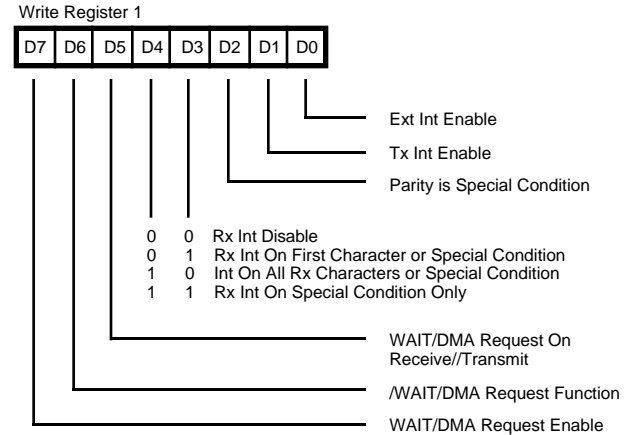 Write Register 1
D7 D6 D5 D4 D3 D2 D1 D0
Ext Int Enable
Tx Int Enable
Parity is Special Condition
0 0 Rx Int Disable
0 1 Rx Int On First Character or Special Condition
1 0 Int On All Rx Characters or Special Condition
1 1 Rx Int On Special Condition Only
WAIT/DMA Request On
Receive//Transmit
/WAIT/DMA Request Function
WAIT/DMA Request Enable